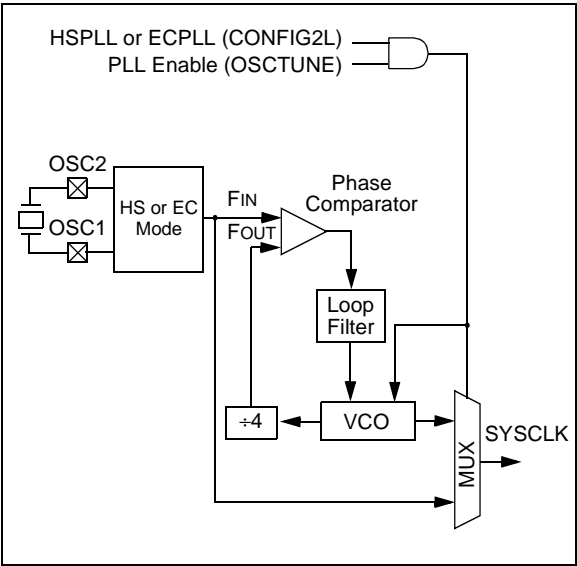 HSPLL or ECPLL (CONFIG2L)
PLL Enable (OSCTUNE)
OSC2
OSC1
HS or EC
Mode
FIN
FOUT
Phase
Comparator
Loop
Filter
÷4
VCO
MUX
SYSCLK